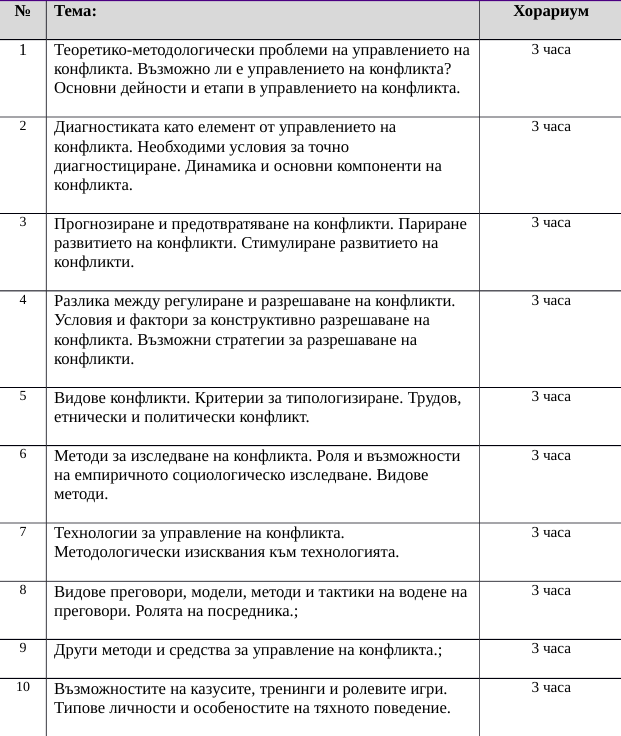 № Тема: Хорариум
1 Теоретико-методологически проблеми на управлението на 3 часа
конфликта. Възможно ли е управлението на конфликта?
Основни дейности и етапи в управлението на конфликта.
2 Диагностиката като елемент от управлението на 3 часа
конфликта. Необходими условия за точно
диагностициране. Динамика и основни компоненти на
конфликта.
3 Прогнозиране и предотвратяване на конфликти. Париране 3 часа
развитието на конфликти. Стимулиране развитието на
конфликти.
4 Разлика между регулиране и разрешаване на конфликти. 3 часа
Условия и фактори за конструктивно разрешаване на
конфликта. Възможни стратегии за разрешаване на
конфликти.
5 Видове конфликти. Критерии за типологизиране. Трудов, 3 часа
етнически и политически конфликт.
6 Методи за изследване на конфликта. Роля и възможности 3 часа
на емпиричното социологическо изследване. Видове
методи.
7 Технологии за управление на конфликта. 3 часа
Методологически изисквания към технологията.
8 Видове преговори, модели, методи и тактики на водене на 3 часа
преговори. Ролята на посредника.;
9 Други методи и средства за управление на конфликта.; 3 часа
10 Възможностите на казусите, тренинги и ролевите игри. 3 часа
Типове личности и особеностите на тяхното поведение.